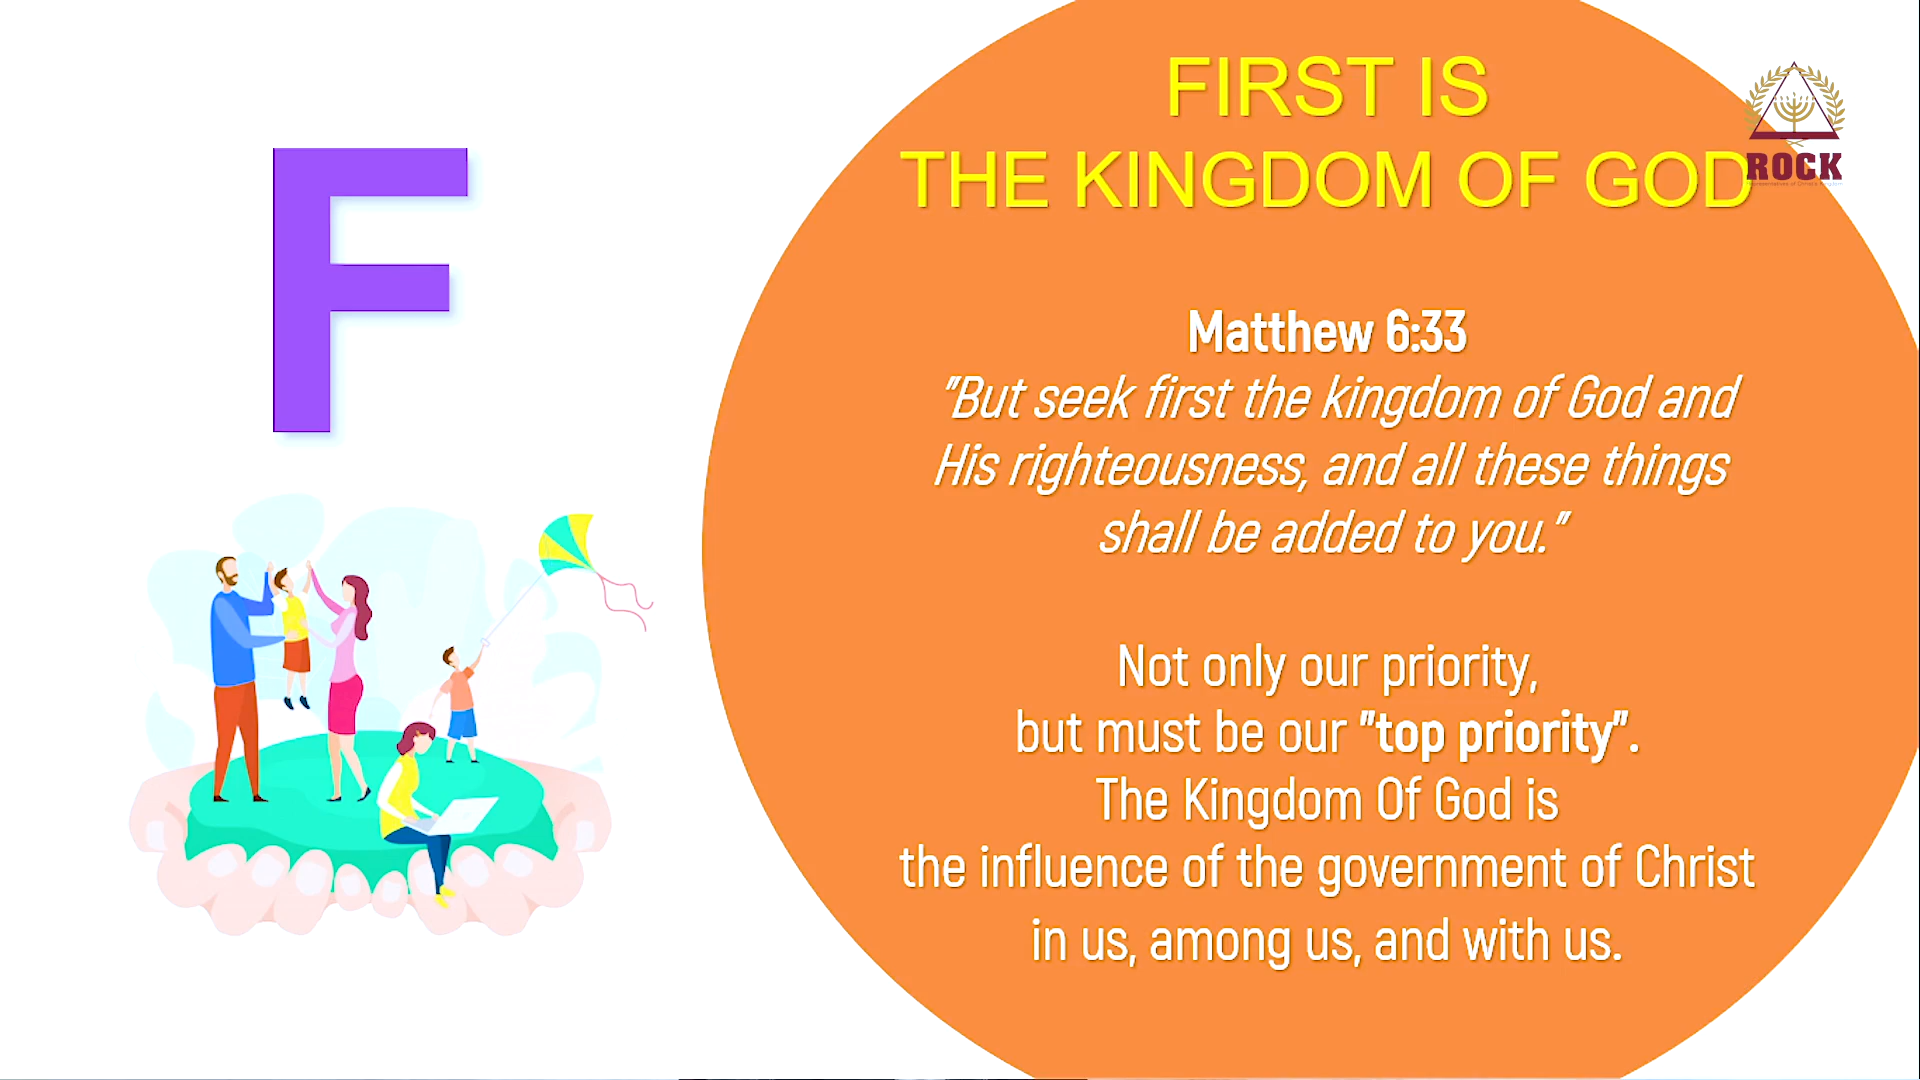 F
FIRST IS
THE KINGDOM OF GOD
ROCK
Matthew 6:33
"But seek first the kingdom of God and
His righteousness, and all these things
shall be added to you."
Not only our priority,
but must be our "top priority".
The Kingdom Of God is
the influence of the government of Christ
in us, among us, and with us.